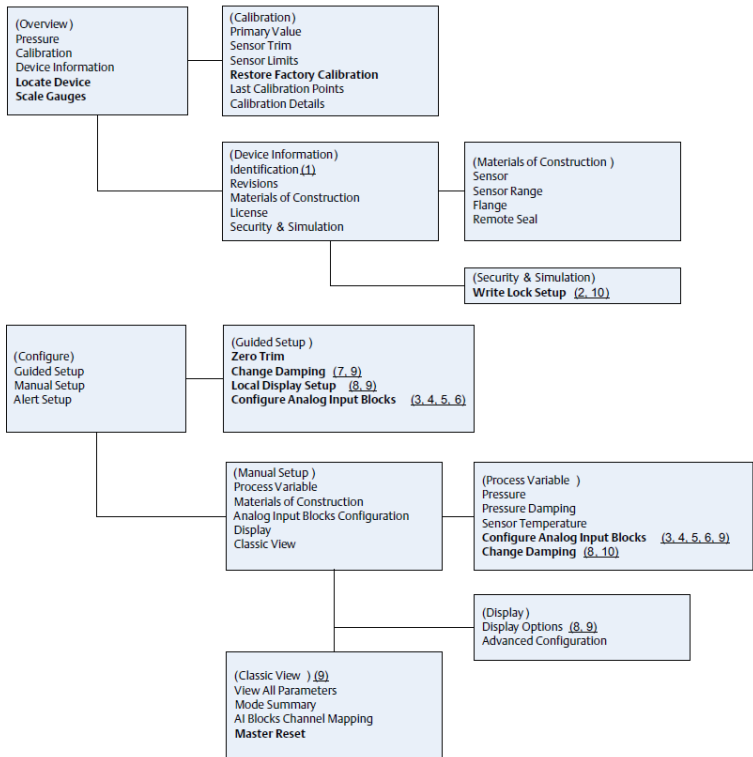 (Overview)
Pressure
Calibration
Device Information
Locate Device
Scale Gauges
(Calibration)
Primary Value
Sensor Trim
Sensor Limits
Restore Factory Calibration
Last Calibration Points
Calibration Details
(Device Information)
Identification (1)
Revisions
Materials of Construction
License
Security & Simulation
(Materials of Construction )
Sensor
Sensor Range
Flange
Remote Seal
(Security & Simulation)
Write Lock Setup (2, 10)
(Configure)
Guided Setup
Manual Setup
Alert Setup
(Guided Setup )
Zero Trim
Change Damping (7, 9)
Local Display Setup (8, 9)
Configure Analog Input Blocks (3, 4, 5, 6)
(Manual Setup )
Process Variable
Materials of Construction
Analog Input Blocks Configuration
Display
Classic View
(Process Variable )
Pressure
Pressure Damping
Sensor Temperature
Configure Analog Input Blocks (3, 4, 5, 6, 9)
Change Damping (8, 10)
(Display)
Display Options (8, 9)
Advanced Configuration
(Classic View ) (9)
View All Parameters
Mode Summary
AI Blocks Channel Mapping
Master Reset